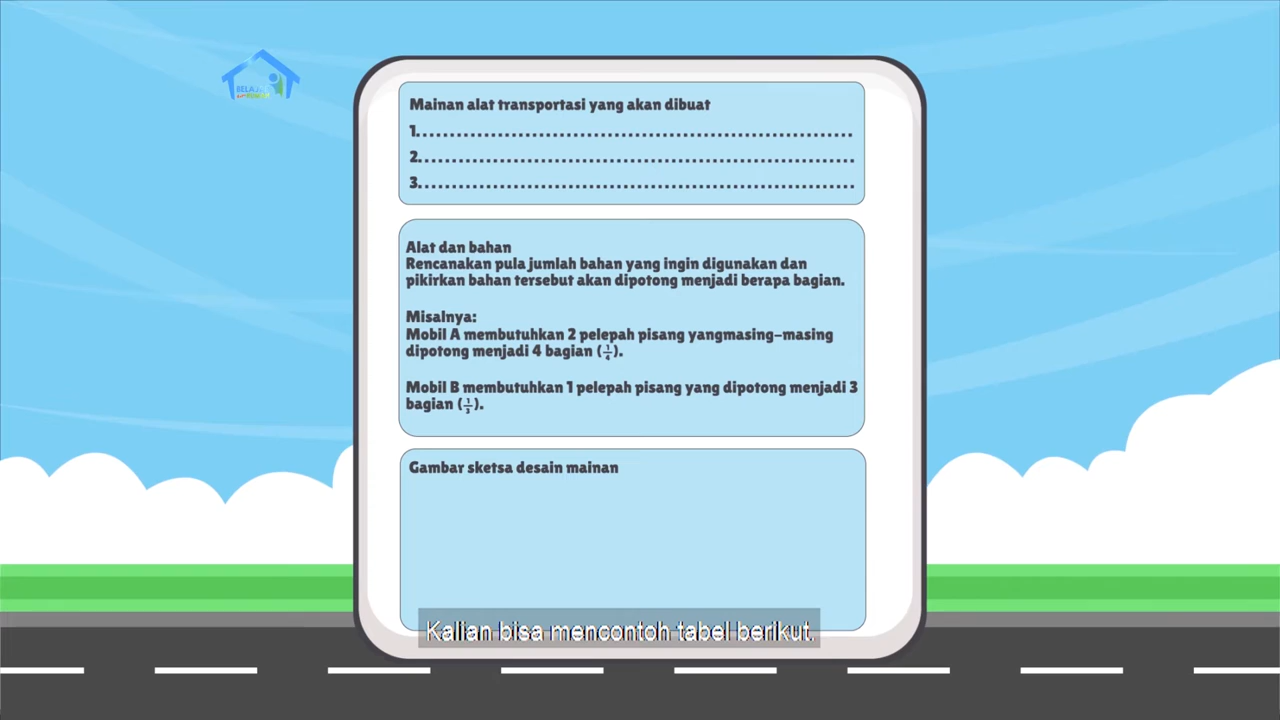 BELAJAR
Mainan alat transportasi yang akan dibuat
1..................................................................
2..................................................................
3..................................................................
Alat dan bahan
Rencanakan pula jumlah bahan yang ingin digunakan dan
pikirkan bahan tersebut akan dipotong menjadi berapa bagian.
Misalnya:
Mobil A membutuhkan 2 pelepah pisang yangmasing-masing
dipotong menjadi 4 bagian (1/4).
Mobil B membutuhkan 1 pelepah pisang yang dipotong menjadi 3
bagian (1/3).
Gambar sketsa desain mainan
Kalian bisa mencontoh tabel berikut.